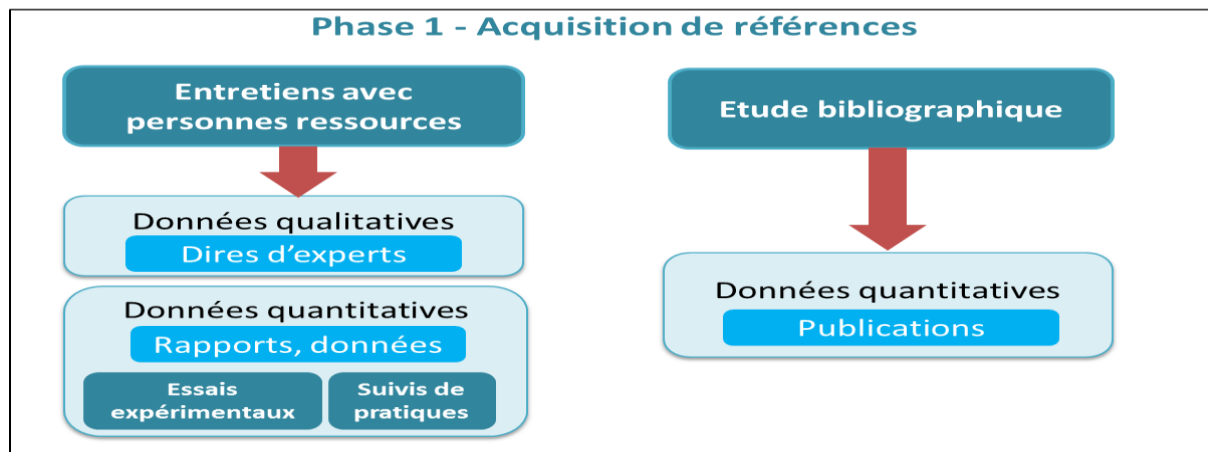 Phase 1 - Acquisition de références
Entretiens avec
personnes ressources
Données qualitatives
Dires d'experts
Données quantitatives
Rapports, données
Essais
expérimentaux
Suivis de
pratiques
Etude bibliographique
Données quantitatives
Publications